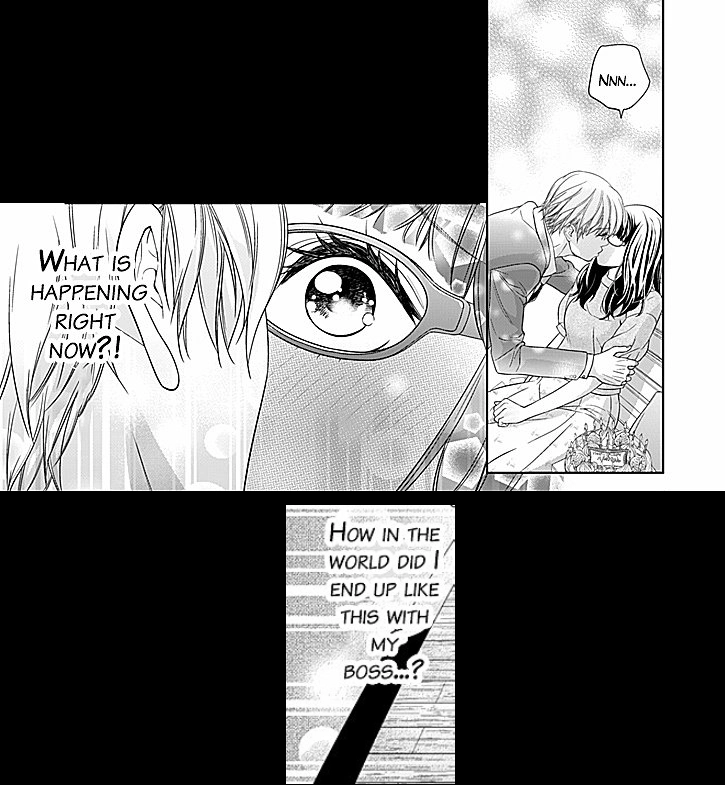 NNN...
WHAT IS
HAPPENING
RIGHT
NOW?!
HOW IN THE
WORLD DID I
END UP LIKE
THIS WITH
MY
BOSS...?